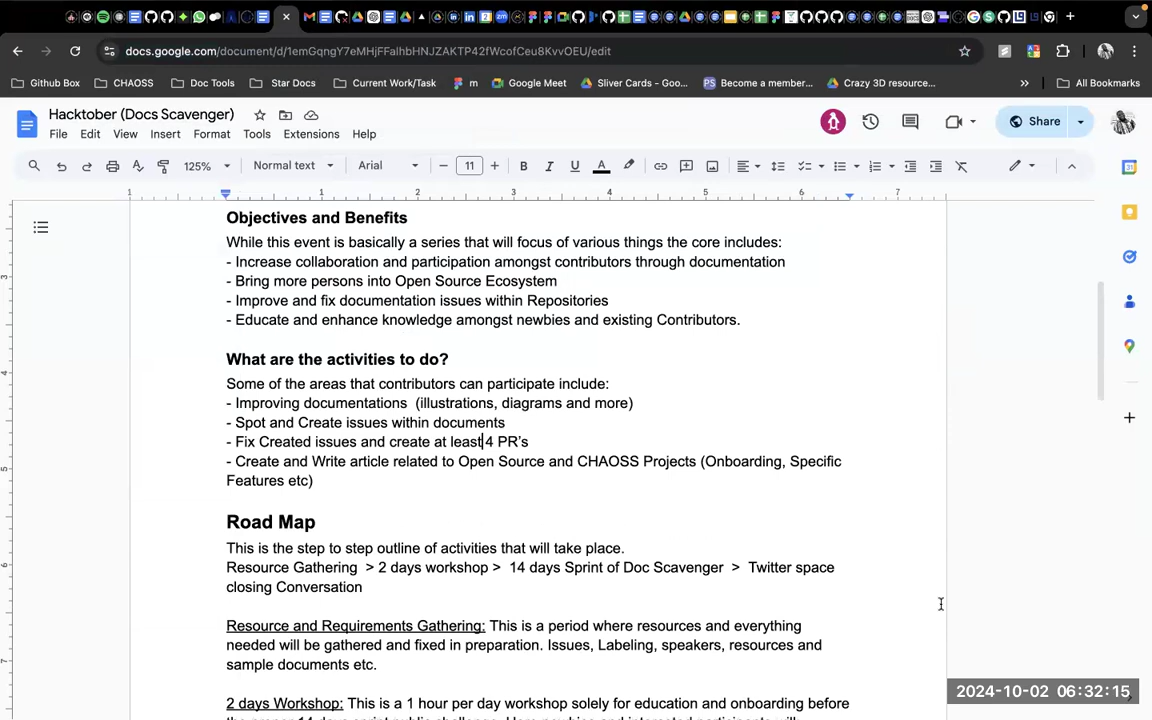 docs.google.com/document/d/1emGqngY7eMHjFFalhbHNJZAKTP42fWcofCeu8KvvOEU/edit
Github Box CHAOSS Doc Tools Star Docs Current Work/Task m Google Meet Sliver Cards - Goo... Become a member... Crazy 3D resource... All Bookmarks
Hacktober (Docs Scavenger)
File Edit View Insert Format Tools Extensions Help
Share
125% Normal text Arial 11
1 1 2 3 4 5 6 7
Objectives and Benefits
While this event is basically a series that will focus of various things the core includes:
- Increase collaboration and participation amongst contributors through documentation
- Bring more persons into Open Source Ecosystem
- Improve and fix documentation issues within Repositories
- Educate and enhance knowledge amongst newbies and existing Contributors.
What are the activities to do?
Some of the areas that contributors can participate include:
- Improving documentations  (illustrations, diagrams and more)
- Spot and Create issues within documents
- Fix Created issues and create at least 4 PR's
- Create and Write article related to Open Source and CHAOSS Projects (Onboarding, Specific
Features etc)
Road Map
This is the step to step outline of activities that will take place.
Resource Gathering  > 2 days workshop >  14 days Sprint of Doc Scavenger  >  Twitter space
closing Conversation
Resource and Requirements Gathering: This is a period where resources and everything
needed will be gathered and fixed in preparation. Issues, Labeling, speakers, resources and
sample documents etc.
2024-10-02 06:32:15
2 days Workshop: This is a 1 hour per day workshop solely for education and onboarding before